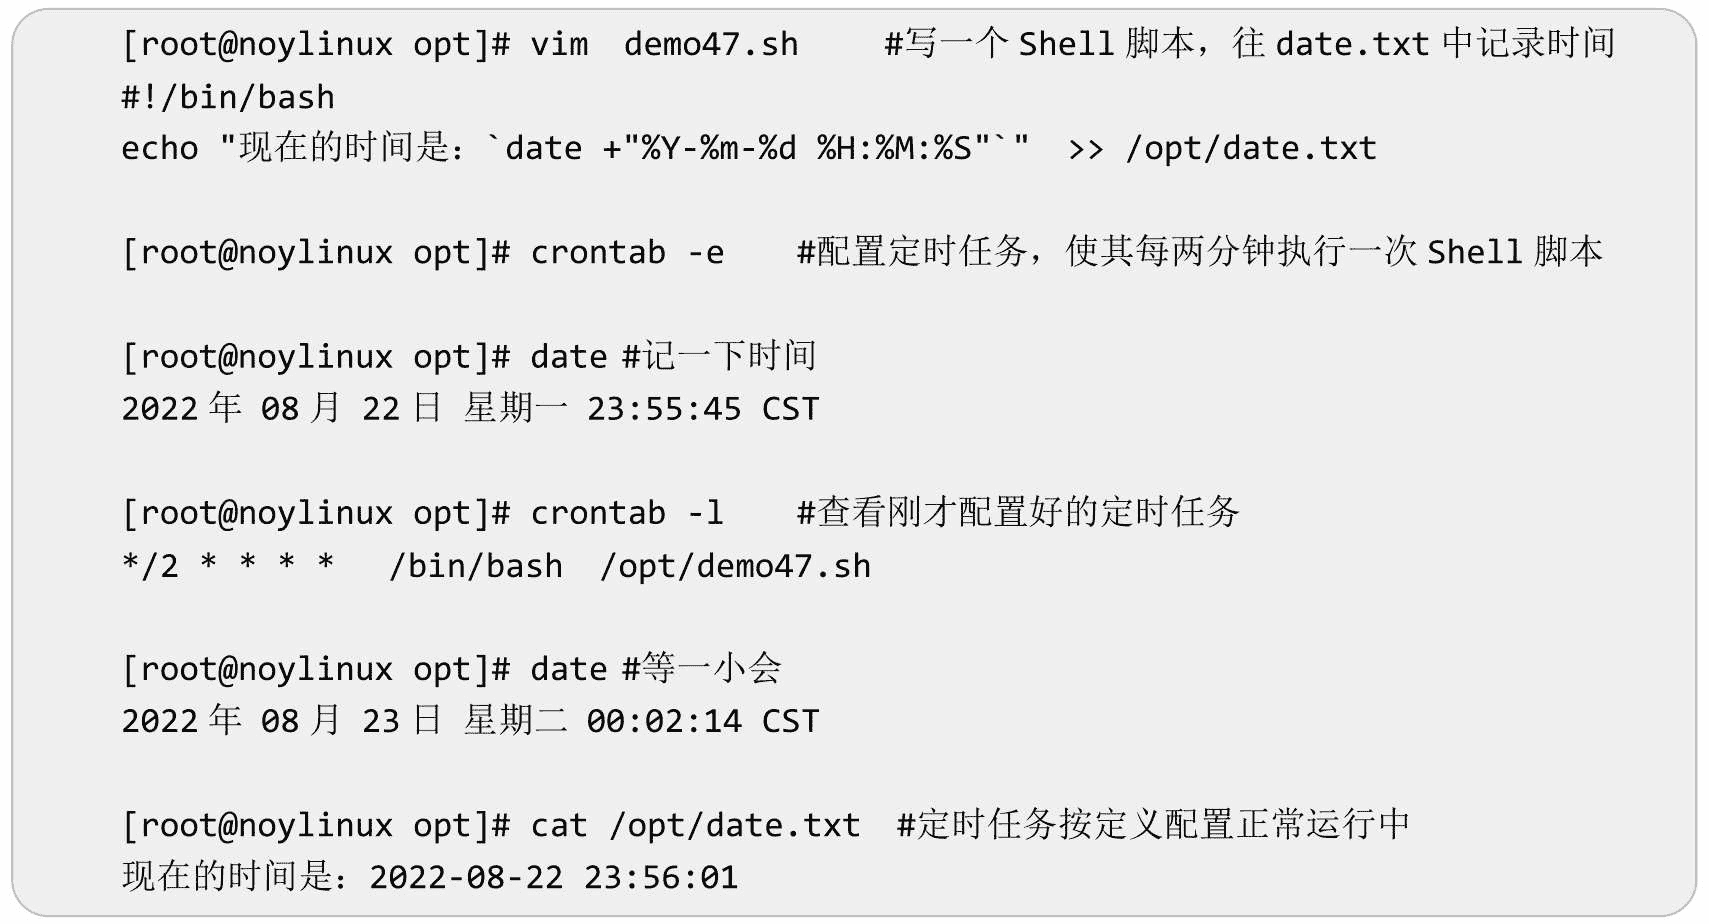 [root@noylinux opt]# vim  demo47.sh    #写一个 Shell 脚本，往 date.txt 中记录时间
#!/bin/bash
echo "现在的时间是：`date +"%Y-%m-%d %H:%M:%S"`"  >> /opt/date.txt
[root@noylinux opt]# crontab -e    #配置定时任务，使其每两分钟执行一次 Shell 脚本
[root@noylinux opt]# date #记一下时间
2022 年 08 月 22 日 星期一 23:55:45 CST
[root@noylinux opt]# crontab -l    #查看刚才配置好的定时任务
*/2 * * * *   /bin/bash  /opt/demo47.sh
[root@noylinux opt]# date #等一小会
2022 年 08 月 23 日 星期二 00:02:14 CST
[root@noylinux opt]# cat /opt/date.txt  #定时任务按定义配置正常运行中
现在的时间是：2022-08-22 23:56:01